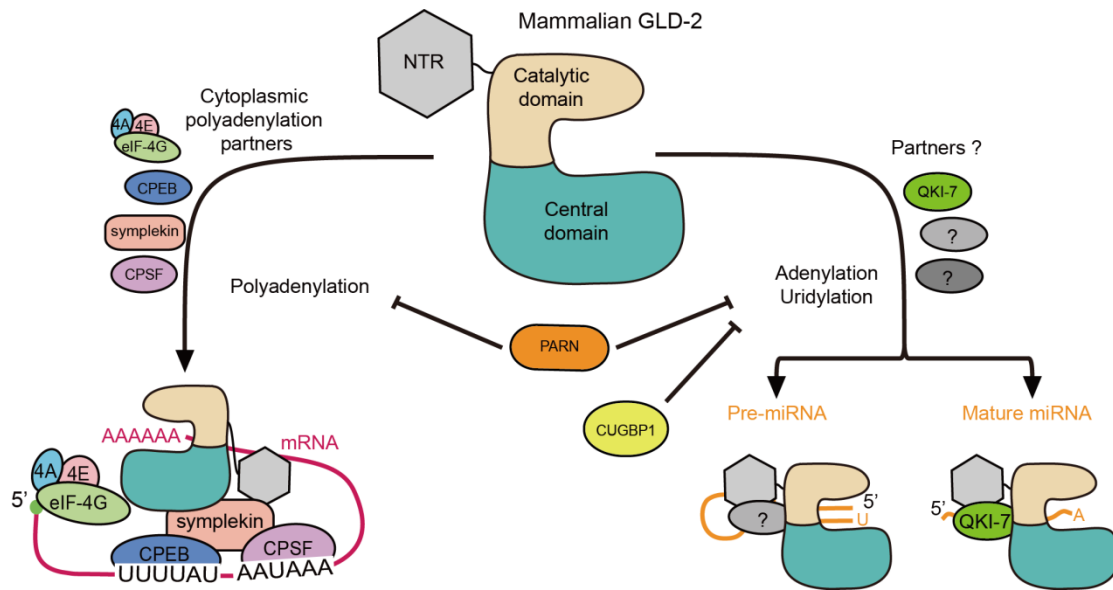 Mammalian GLD-2
NTR
Catalytic
domain
Central
domain
Cytoplasmic
polyadenylation
partners
4A
4E
eIF-4G
CPEB
symplekin
CPSF
Polyadenylation
Partners ?
QKI-7
?
?
Adenylation
Uridylation
PARN
CUGBP1
AAAAAA
mRNA
4A
4E
5’
eIF-4G
symplekin
CPEB
CPSF
UUUUAU
AAUAAA
Pre-miRNA
?
5’
U
Mature miRNA
5’
QKI-7
A